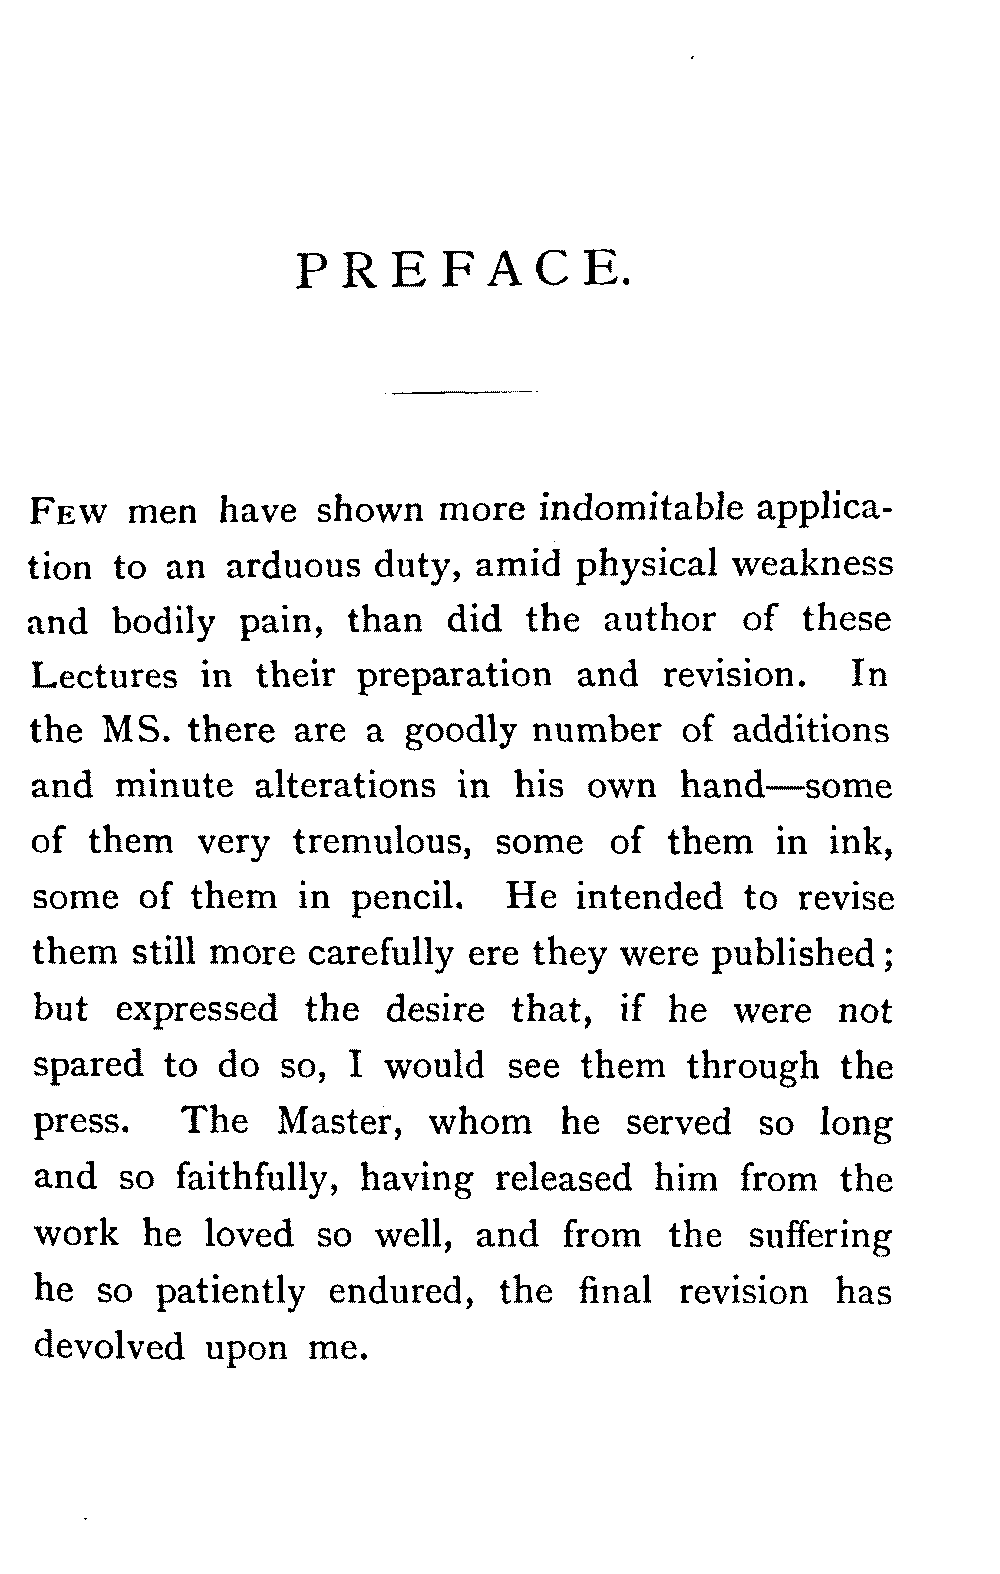 PREFACE.
FEW men have shown more indomitable applica-
tion to an arduous duty, amid physical weakness
and bodily pain, than did the author of these
Lectures in their preparation and revision. In
the MS. there are a goodly number of additions
and minute alterations in his own hand—some
of them very tremulous, some of them in ink,
some of them in pencil. He intended to revise
them still more carefully ere they were published;
but expressed the desire that, if he were not
spared to do so, I would see them through the
press. The Master, whom he served so long
and so faithfully, having released him from the
work he loved so well, and from the suffering
he so patiently endured, the final revision has
devolved upon me.